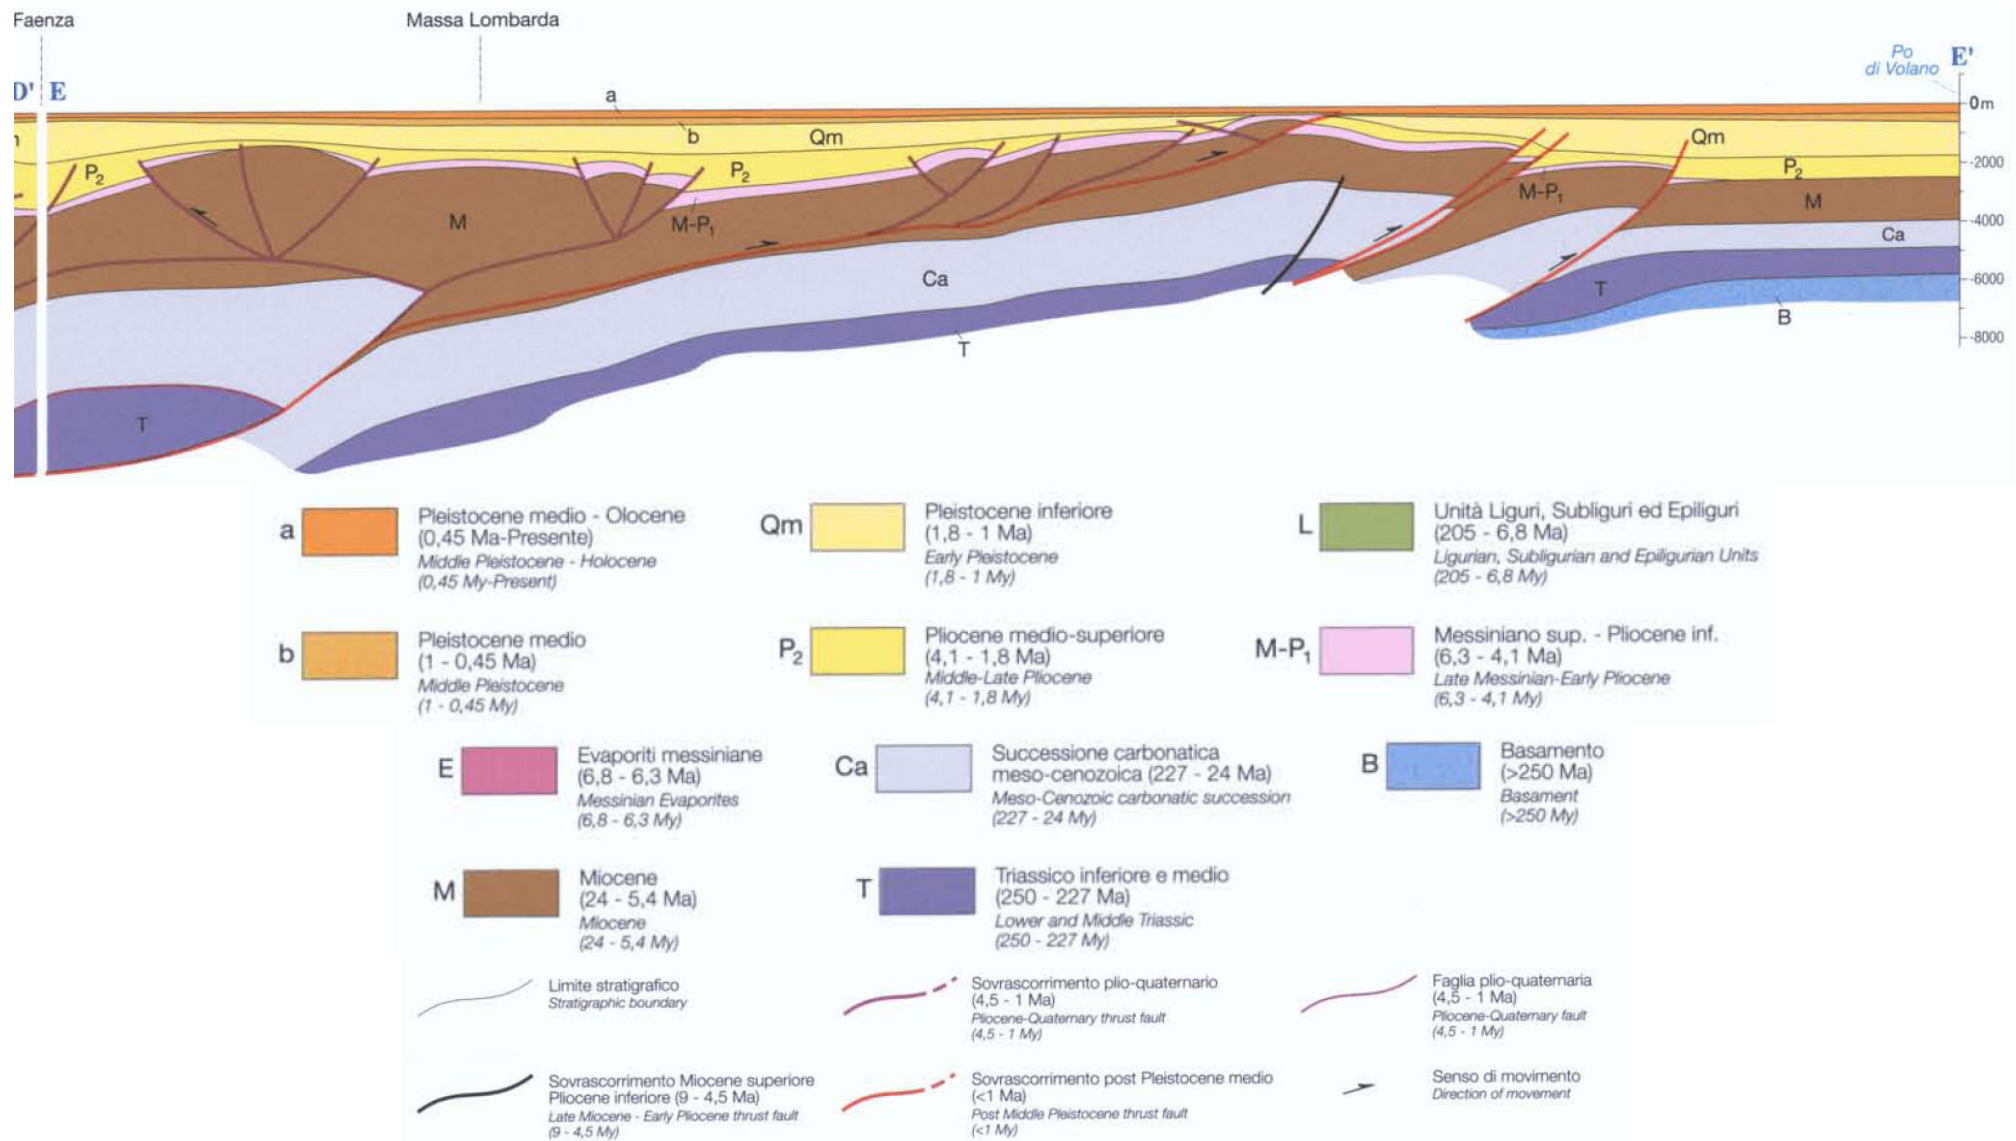 Faenza
Massa Lombarda
Po
di Volano
E'
D'
E
a
0m
b
Qm
Qm
P₂
P₂
P₂
-2000
M-P₁
M
M-P₁
M
-4000
Ca
Ca
-6000
T
B
-8000
T
T
a
Pleistocene medio - Olocene
(0,45 Ma-Presente)
Middle Pleistocene - Holocene
(0,45 My-Present)
Qm
Pleistocene inferiore
(1,8 - 1 Ma)
Early Pleistocene
(1,8 - 1 My)
L
Unità Liguri, Subliguri ed Epiliguri
(205 - 6,8 Ma)
Ligurian, Subligurian and Epiligurian Units
(205 - 6,8 My)
b
Pleistocene medio
(1 - 0,45 Ma)
Middle Pleistocene
(1 - 0,45 My)
P₂
Pliocene medio-superiore
(4,1 - 1,8 Ma)
Middle-Late Pliocene
(4,1 - 1,8 My)
M-P₁
Messiniano sup. - Pliocene inf.
(6,3 - 4,1 Ma)
Late Messinian-Early Pliocene
(6,3 - 4,1 My)
E
Evaporiti messiniane
(6,8 - 6,3 Ma)
Messinian Evaporites
(6,8 - 6,3 My)
Ca
Successione carbonatica
meso-cenozoica (227 - 24 Ma)
Meso-Cenozoic carbonatic succession
(227 - 24 My)
B
Basamento
(>250 Ma)
Basament
(>250 My)
M
Miocene
(24 - 5,4 Ma)
Miocene
(24 - 5,4 My)
T
Triassico inferiore e medio
(250 - 227 Ma)
Lower and Middle Triassic
(250 - 227 My)
Limite stratigrafico
Stratigraphic boundary
Sovrascorrimento plio-quaternario
(4,5 - 1 Ma)
Pliocene-Quaternary thrust fault
(4,5 - 1 My)
Faglia plio-quaternaria
(4,5 - 1 Ma)
Pliocene-Quaternary fault
(4,5 - 1 My)
Sovrascorrimento Miocene superiore
Pliocene inferiore (9 - 4,5 Ma)
Late Miocene - Early Pliocene thrust fault
(9 - 4,5 My)
Sovrascorrimento post Pleistocene medio
(<1 Ma)
Post Middle Pleistocene thrust fault
(<1 My)
Senso di movimento
Direction of movement